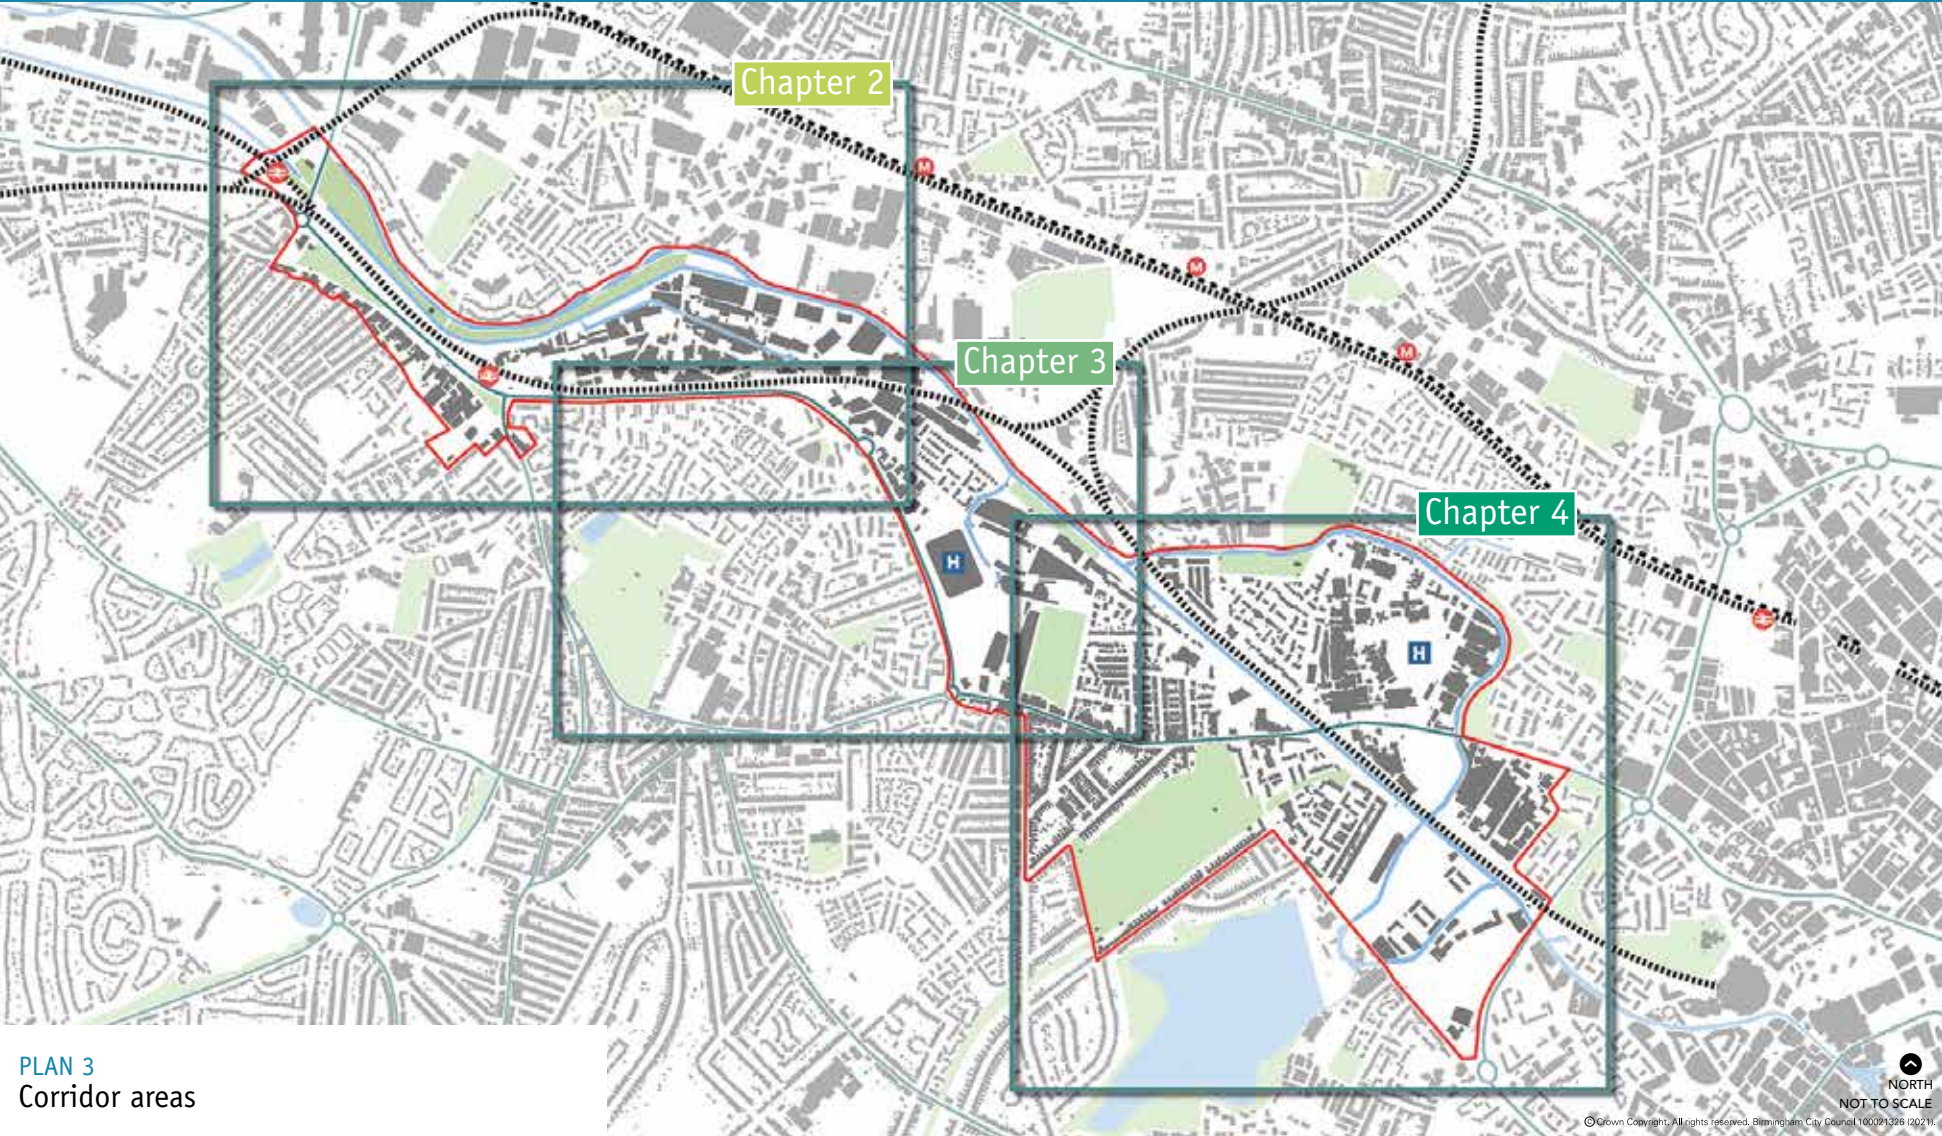 Chapter 2
M
M
Chapter 3
M
Chapter 4
H
H
PLAN 3
Corridor areas
NORTH
NOT TO SCALE
©Crown Copyright. All rights reserved. Birmingham City Council 100021326 (2021).